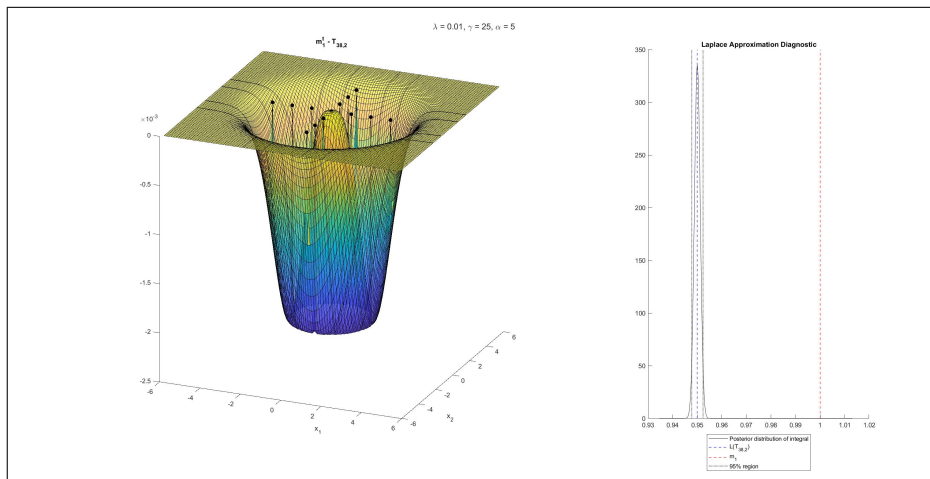 λ = 0.01, γ = 25, α = 5
m₁ᵗ - T₃₈,₂
×10⁻³
0
-0.5
-1
-1.5
-2
-2.5
-6
-4
-2
0
2
4
6
x₁
-6
-4
-2
0
2
4
6
x₂
Laplace Approximation Diagnostic
350
300
250
200
150
100
50
0
0.93 0.94 0.95 0.96 0.97 0.98 0.99 1 1.01 1.02
Posterior distribution of integral
L(T₃₈,₂)
m₁
95% region